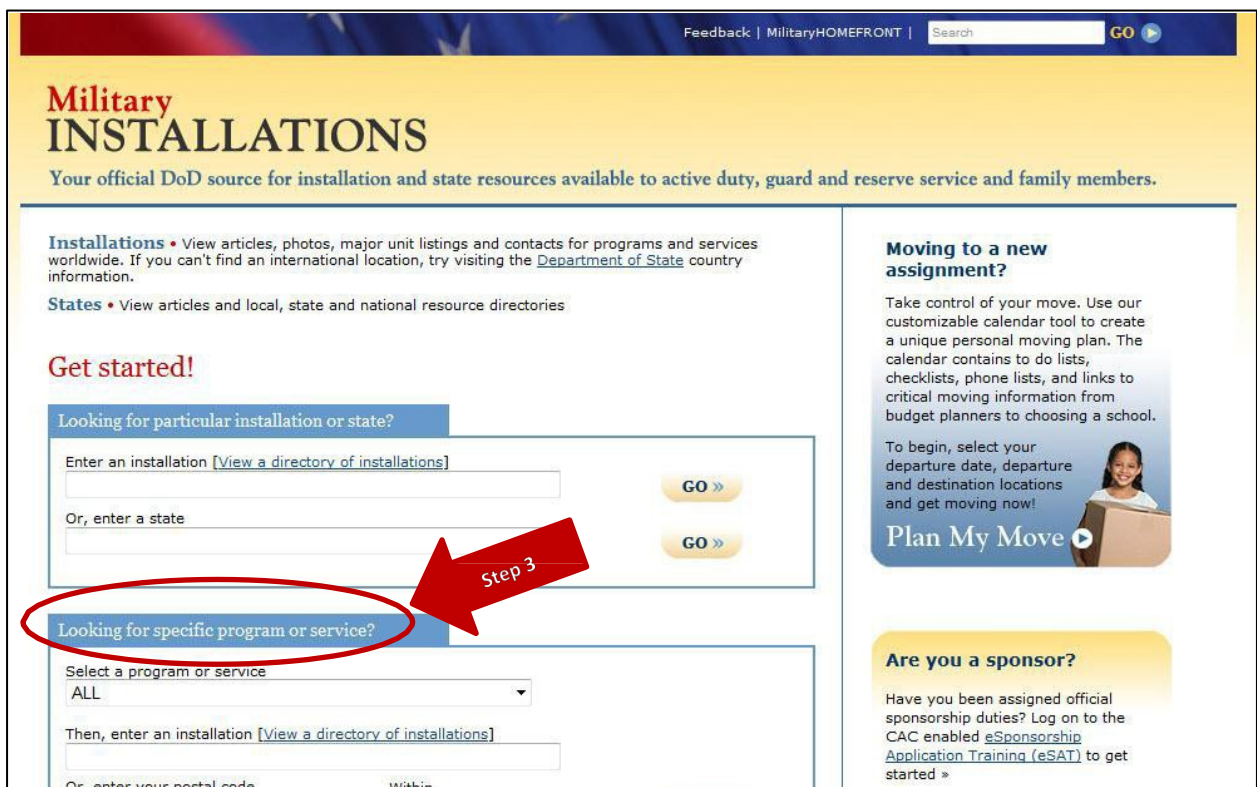 Feedback | MilitaryHOMEFRONT | Search GO
Military
INSTALLATIONS
Your official DoD source for installation and state resources available to active duty, guard and reserve service and family members.
Installations • View articles, photos, major unit listings and contacts for programs and services
worldwide. If you can't find an international location, try visiting the Department of State country
information.
States • View articles and local, state and national resource directories
Get started!
Looking for particular installation or state?
Enter an installation [View a directory of installations]
GO »
Or, enter a state
GO »
Step 3
Looking for specific program or service?
Select a program or service
ALL
Then, enter an installation [View a directory of installations]
Or, enter your postal code Within
Moving to a new
assignment?
Take control of your move. Use our
customizable calendar tool to create
a unique personal moving plan. The
calendar contains to do lists,
checklists, phone lists, and links to
critical moving information from
budget planners to choosing a school.
To begin, select your
departure date, departure
and destination locations
and get moving now!
Plan My Move
Are you a sponsor?
Have you been assigned official
sponsorship duties? Log on to the
CAC enabled eSponsorship
Application Training (eSAT) to get
started »